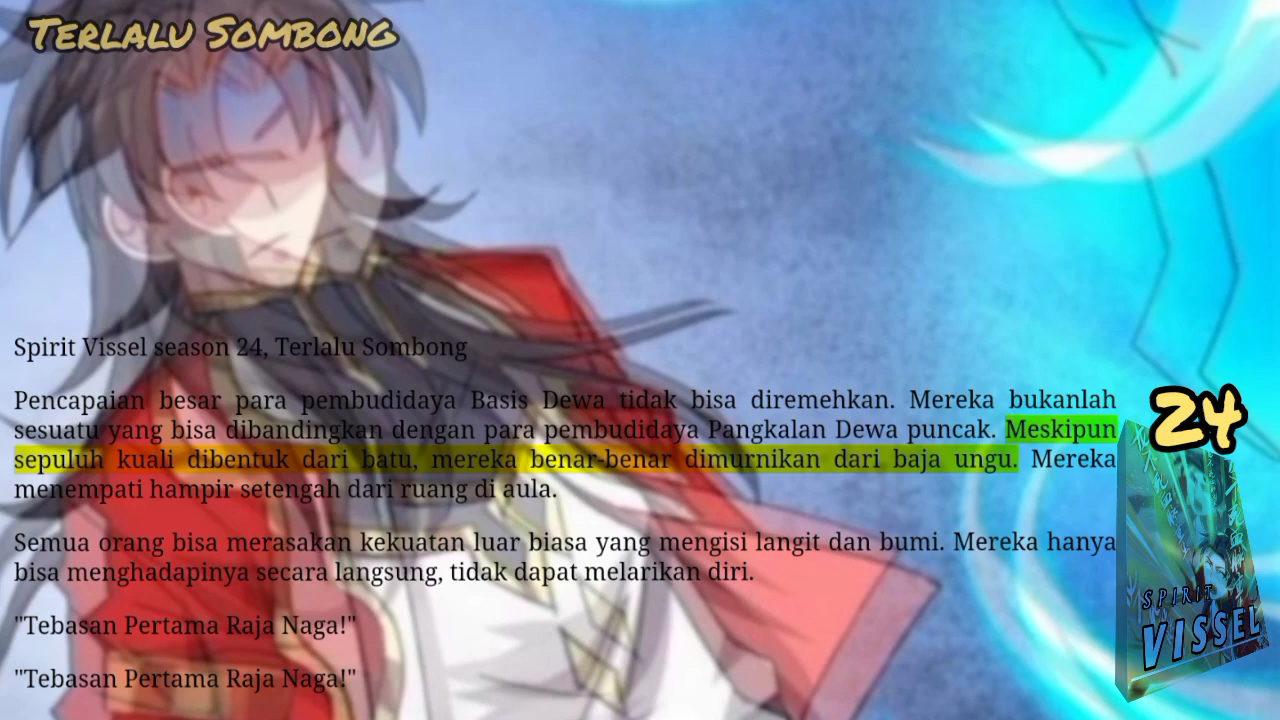 Terlalu Sombong
Spirit Vissel season 24, Terlalu Sombong
Pencapaian besar para pembudidaya Basis Dewa tidak bisa diremehkan. Mereka bukanlah
sesuatu yang bisa dibandingkan dengan para pembudidaya Pangkalan Dewa puncak. Meskipun
sepuluh kuali dibentuk dari batu, mereka benar-benar dimurnikan dari baja ungu. Mereka
menempati hampir setengah dari ruang di aula.
Semua orang bisa merasakan kekuatan luar biasa yang mengisi langit dan bumi. Mereka hanya
bisa menghadapinya secara langsung, tidak dapat melarikan diri.
"Tebasan Pertama Raja Naga!"
"Tebasan Pertama Raja Naga!"
24
SPIRIT
VISSEL